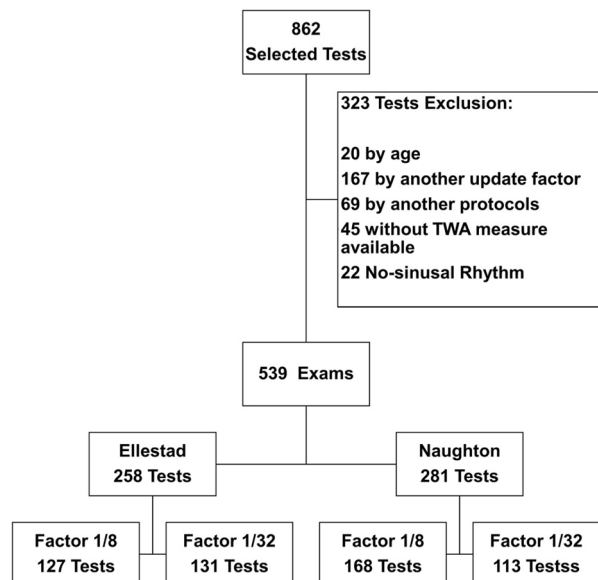 862
Selected Tests
323 Tests Exclusion:
20 by age
167 by another update factor
69 by another protocols
45 without TWA measure
available
22 No-sinusal Rhythm
539 Exams
Ellestad
258 Tests
Naughton
281 Tests
Factor 1/8
127 Tests
Factor 1/32
131 Tests
Factor 1/8
168 Tests
Factor 1/32
113 Testss